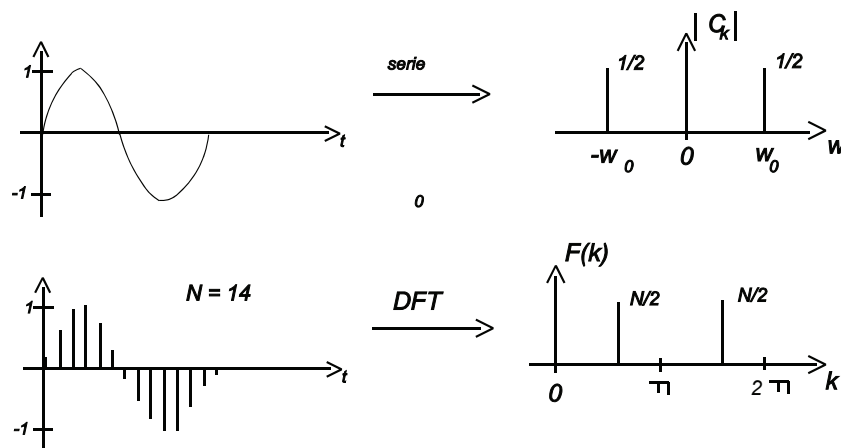 |C_k|
1
serie
1/2
1/2
t
-w_0
0
w_0
w
-1
0
F(k)
N = 14
1
DFT
N/2
N/2
t
0
π
2 π
k
-1